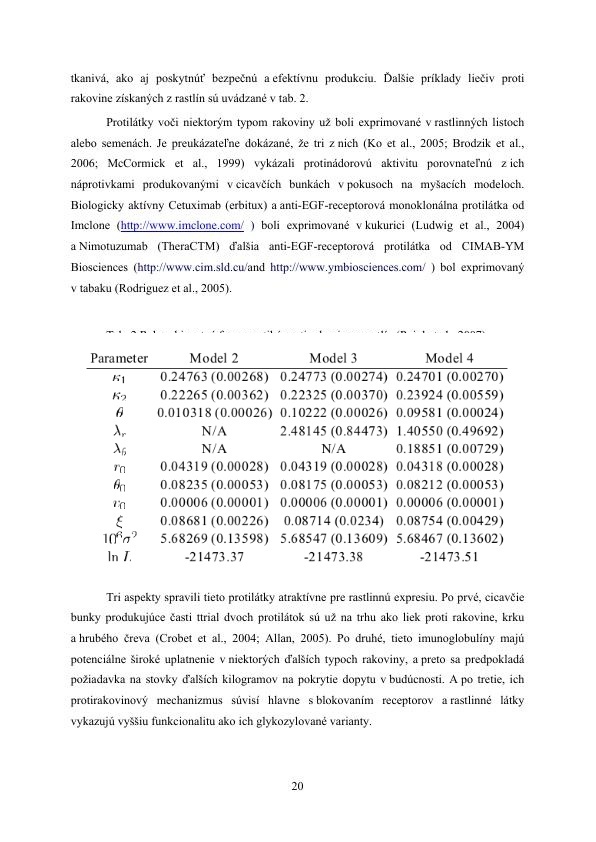 tkanivá, ako aj poskytnúť bezpečnú a efektívnu produkciu. Ďalšie príklady liečiv proti
rakovine získaných z rastlín sú uvádzané v tab. 2.
Protilátky voči niektorým typom rakoviny už boli exprimované v rastlinných listoch
alebo semenách. Je preukázateľne dokázané, že tri z nich (Ko et al., 2005; Brodzik et al.,
2006; McCormick et al., 1999) vykázali protinádorovú aktivitu porovnateľnú z ich
náprotivkami produkovanými v cicavčích bunkách v pokusoch na myšacích modeloch.
Biologicky aktívny Cetuximab (erbitux) a anti-EGF-receptorová monoklonálna protilátka od
Imclone (http://www.imclone.com/ ) boli exprimované v kukurici (Ludwig et al., 2004)
a Nimotuzumab (TheraCTM) ďalšia anti-EGF-receptorová protilátka od CIMAB-YM
Biosciences (http://www.cim.sld.cu/and http://www.ymbiosciences.com/ ) bol exprimovaný
v tabaku (Rodriguez et al., 2005).
Parameter Model 2 Model 3 Model 4
κ1 0.24763 (0.00268) 0.24773 (0.00274) 0.24701 (0.00270)
κ2 0.22265 (0.00362) 0.22325 (0.00370) 0.23924 (0.00559)
θ 0.010318 (0.00026) 0.10222 (0.00026) 0.09581 (0.00024)
λr N/A 2.48145 (0.84473) 1.40550 (0.49692)
N/A N/A 0.18851 (0.00729)
r0 0.04319 (0.00028) 0.04319 (0.00028) 0.04318 (0.00028)
θ0 0.08235 (0.00053) 0.08175 (0.00053) 0.08212 (0.00053)
v0 0.00006 (0.00001) 0.00006 (0.00001) 0.00006 (0.00001)
ξ 0.08681 (0.00226) 0.08714 (0.0234) 0.08754 (0.00429)
10⁶σ² 5.68269 (0.13598) 5.68547 (0.13609) 5.68467 (0.13602)
ln L -21473.37 -21473.38 -21473.51
Tri aspekty spravili tieto protilátky atraktívne pre rastlinnú expresiu. Po prvé, cicavčie
bunky produkujúce časti ttrial dvoch protilátok sú už na trhu ako liek proti rakovine, krku
a hrubého čreva (Crobet et al., 2004; Allan, 2005). Po druhé, tieto imunoglobulíny majú
potenciálne široké uplatnenie v niektorých ďalších typoch rakoviny, a preto sa predpokladá
požiadavka na stovky ďalších kilogramov na pokrytie dopytu v budúcnosti. A po tretie, ich
protirakovinový mechanizmus súvisí hlavne s blokovaním receptorov a rastlinné látky
vykazujú vyššiu funkcionalitu ako ich glykozylované varianty.
20